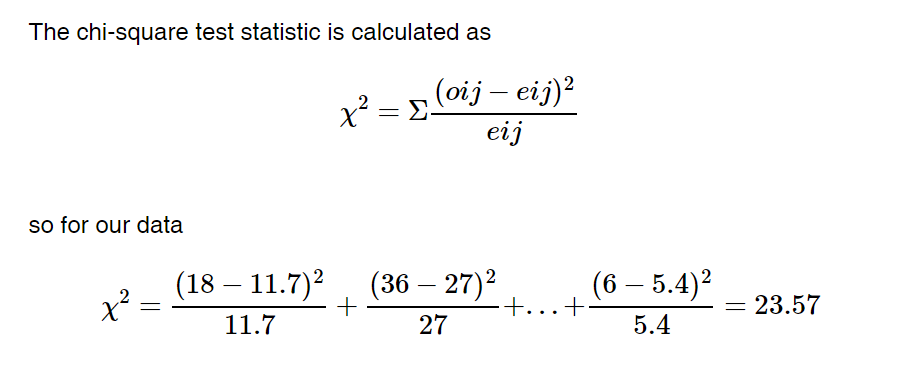 The chi-square test statistic is calculated as
χ² = Σ (oij – eij)² / eij
so for our data
χ² = (18 – 11.7)² / 11.7 + (36 – 27)² / 27 +...+ (6 – 5.4)² / 5.4 = 23.57